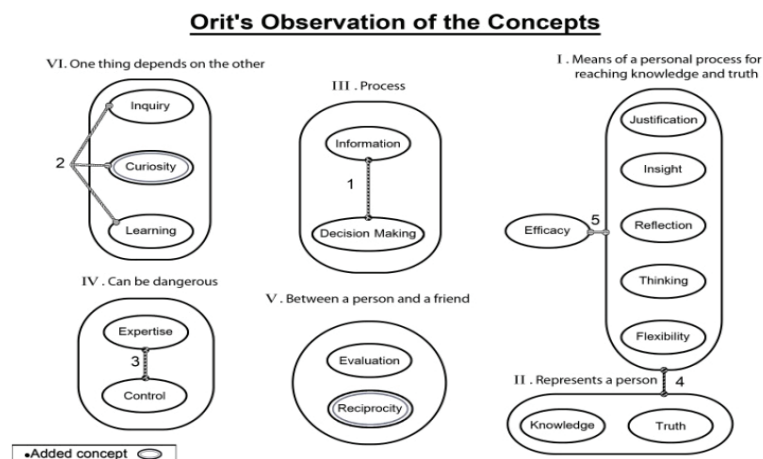 Orit's Observation of the Concepts
VI. One thing depends on the other
Inquiry
2
Curiosity
Learning
III . Process
Information
1
Decision Making
I . Means of a personal process for
reaching knowledge and truth
Justification
Insight
Efficacy
5
Reflection
Thinking
Flexibility
IV . Can be dangerous
Expertise
3
Control
V . Between a person and a friend
Evaluation
Reciprocity
II . Represents a person
4
Knowledge
Truth
•Added concept